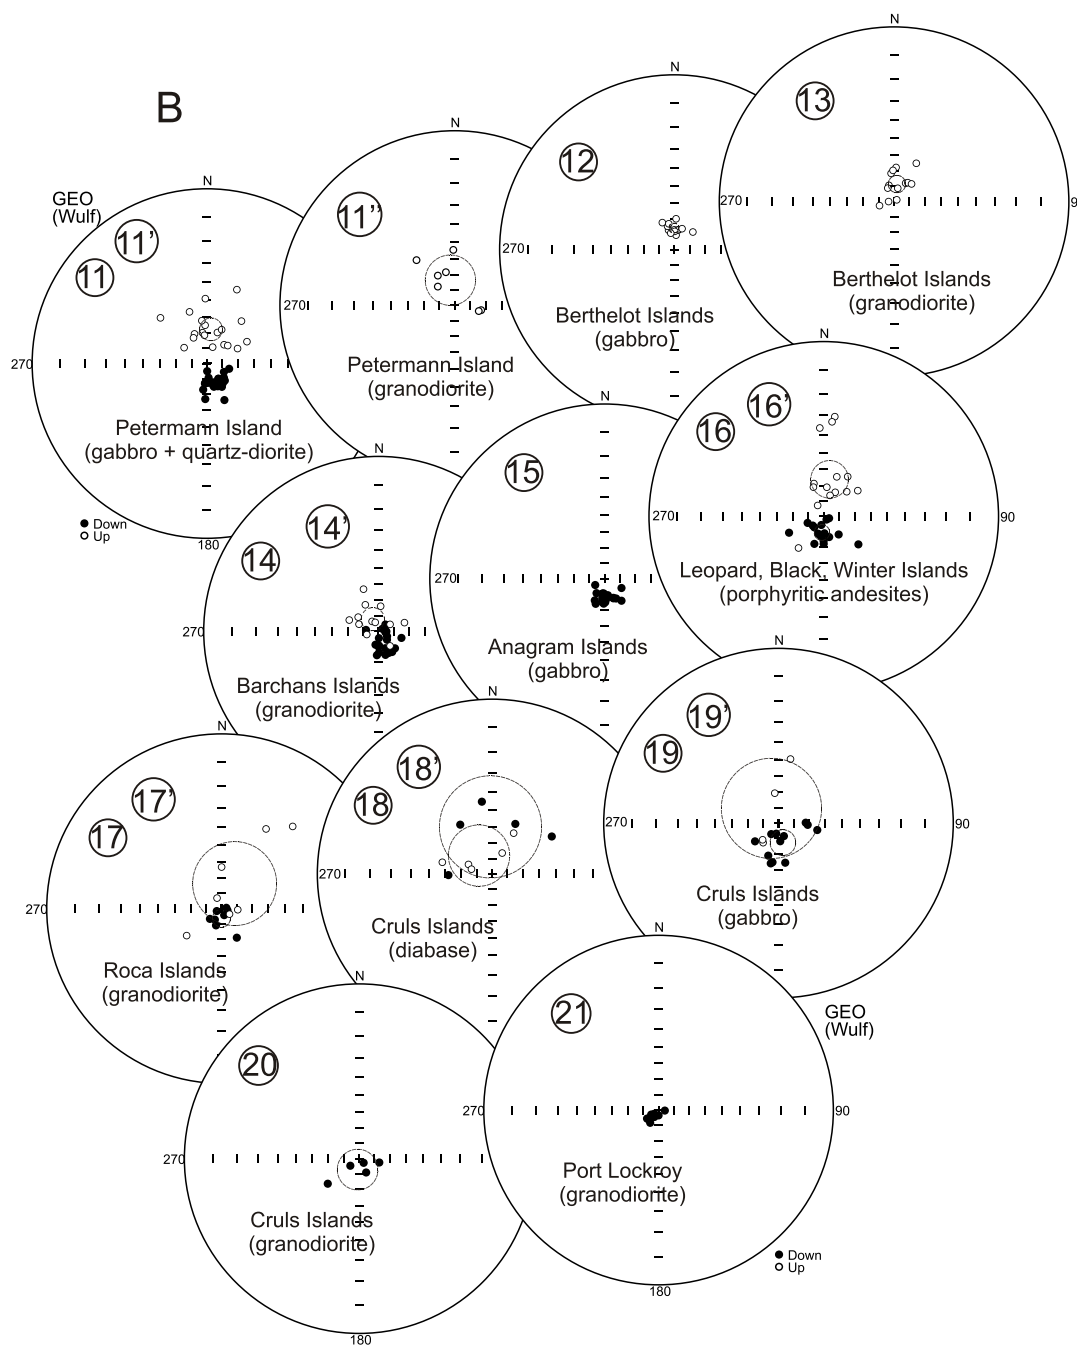 B
GEO
(Wulf)
N
11'
11
270
Petermann Island
(gabbro + quartz-diorite)
Down
Up
180
N
11''
270
Petermann Island
(granodiorite)
N
12
270
Berthelot Islands
(gabbro)
N
13
270
9
Berthelot Islands
(granodiorite)
N
14'
14
270
Barchans Islands
(granodiorite)
N
15
270
Anagram Islands
(gabbro)
N
16'
16
270
90
Leopard, Black, Winter Islands
(porphyritic andesites)
N
17'
17
270
Roca Islands
(granodiorite)
N
18'
18
270
Cruls Islands
(diabase)
N
19'
19
270
90
Cruls Islands
(gabbro)
GEO
(Wulf)
N
20
270
Cruls Islands
(granodiorite)
180
N
21
270
90
Port Lockroy
(granodiorite)
Down
Up
180